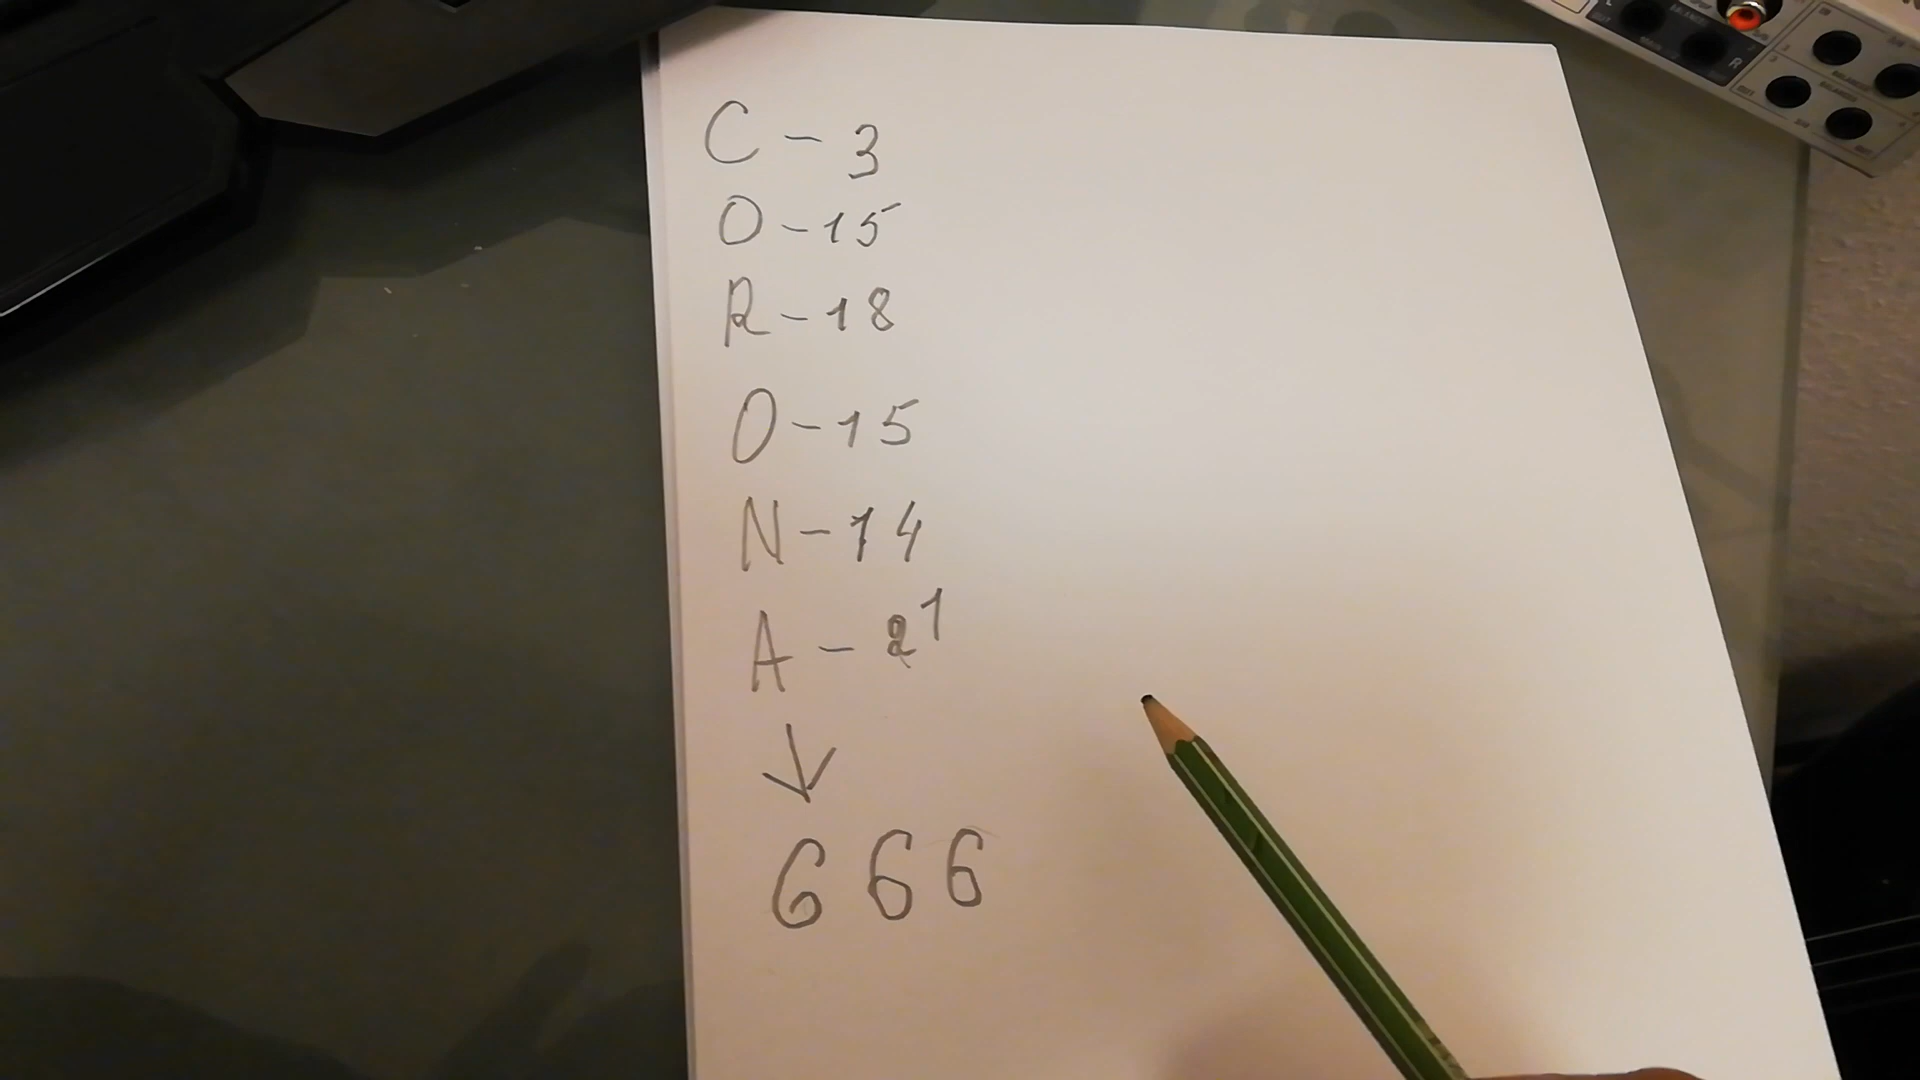 C - 3
O - 15
R - 18
O - 15
N - 14
A - 21
↓
666